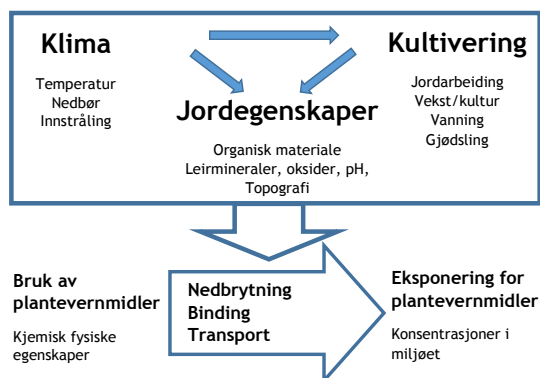 Klima
Temperatur
Nedbør
Innstråling
Kultivering
Jordarbeiding
Vekst/kultur
Vanning
Gjødsling
Jordegenskaper
Organisk materiale
Leirmineraler, oksider, pH,
Topografi
Bruk av
plantevernmidler
Kjemisk fysiske
egenskaper
Nedbrytning
Binding
Transport
Eksponering for
plantevernmidler
Konsentrasjoner i
miljøet